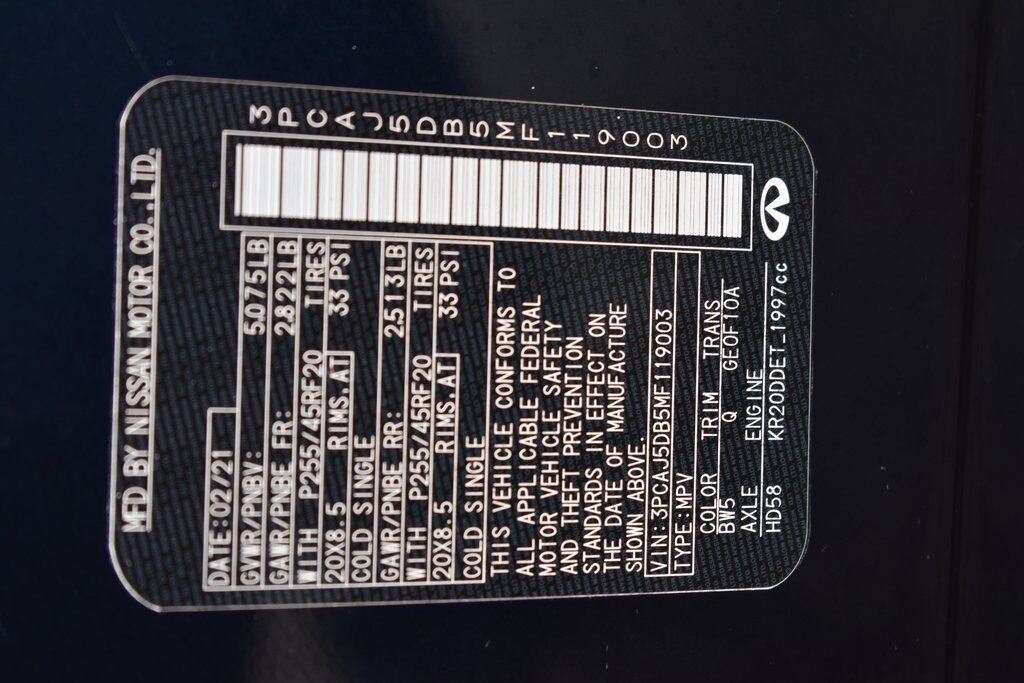 MFD BY NISSAN MOTOR CO.,LTD.
DATE:02/21
GVWR/PNBV: 5075LB
GAWR/PNBE FR: 2822LB
WITH P255/45RF20 TIRES
20X8.5 RIMS.AT 33 PSI
COLD SINGLE
GAWR/PNBE RR: 2513LB
WITH P255/45RF20 TIRES
20X8.5 RIMS.AT 33 PSI
COLD SINGLE
3PCAJ5DB5MF119003
THIS VEHICLE CONFORMS TO
ALL APPLICABLE FEDERAL
MOTOR VEHICLE SAFETY
AND THEFT PREVENTION
STANDARDS IN EFFECT ON
THE DATE OF MANUFACTURE
SHOWN ABOVE.
VIN:3PCAJ5DB5MF119003
TYPE:MPV
COLOR TRIM TRANS
BW5 Q GE0F10A
AXLE ENGINE
HD58 KR20DDET 1997cc